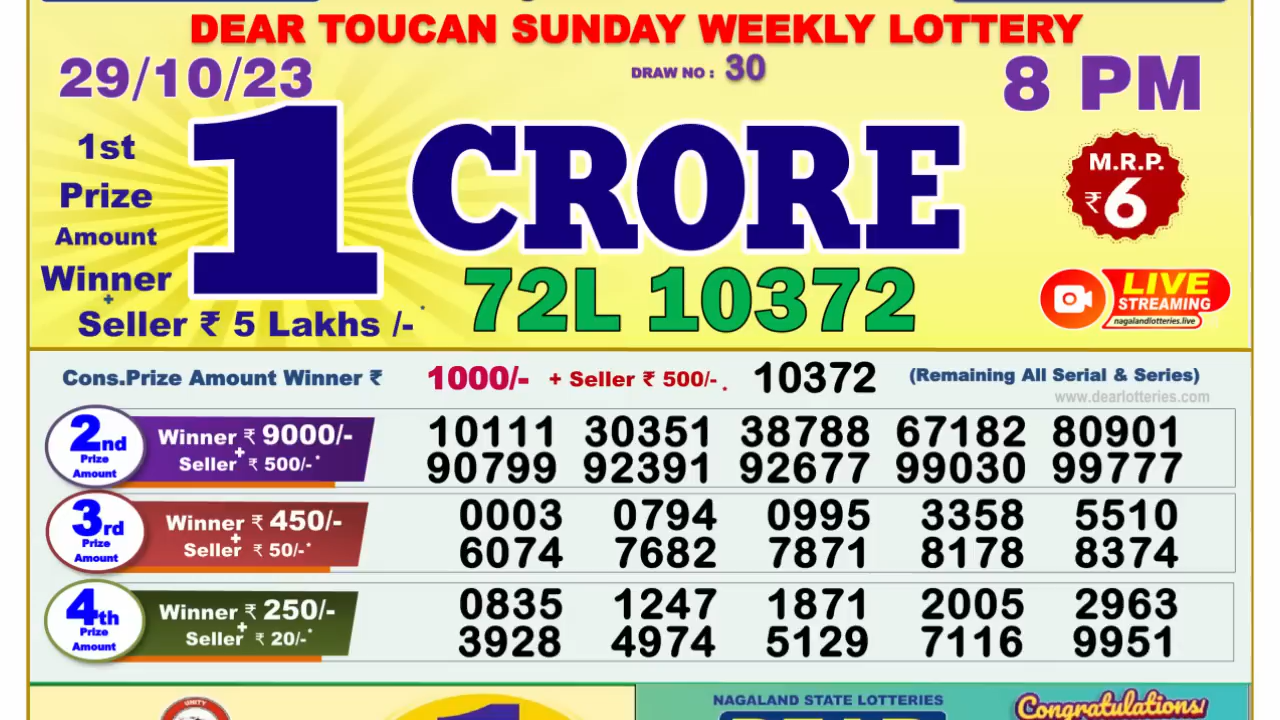 DEAR TOUCAN SUNDAY WEEKLY LOTTERY
29/10/23
DRAW NO : 30
8 PM
1st
Prize
Amount
Winner
+
Seller ₹ 5 Lakhs /-
1 CRORE
72L 10372
M.R.P.
₹ 6
LIVE
STREAMING
nagalandlotteries.live
Cons.Prize Amount Winner ₹ 1000/- + Seller ₹ 500/- . 10372 (Remaining All Serial & Series)
www.dearlotteries.com
2nd
Prize
Amount
Winner ₹ 9000/-
+
Seller ₹ 500/-*
10111 30351 38788 67182 80901
90799 92391 92677 99030 99777
3rd
Prize
Amount
Winner ₹ 450/-
+
Seller ₹ 50/-*
0003 0794 0995 3358 5510
6074 7682 7871 8178 8374
4th
Prize
Amount
Winner ₹ 250/-
+
Seller ₹ 20/-*
0835 1247 1871 2005 2963
3928 4974 5129 7116 9951
UNITY
1
NAGALAND STATE LOTTERIES
DEAR
Congratulations!